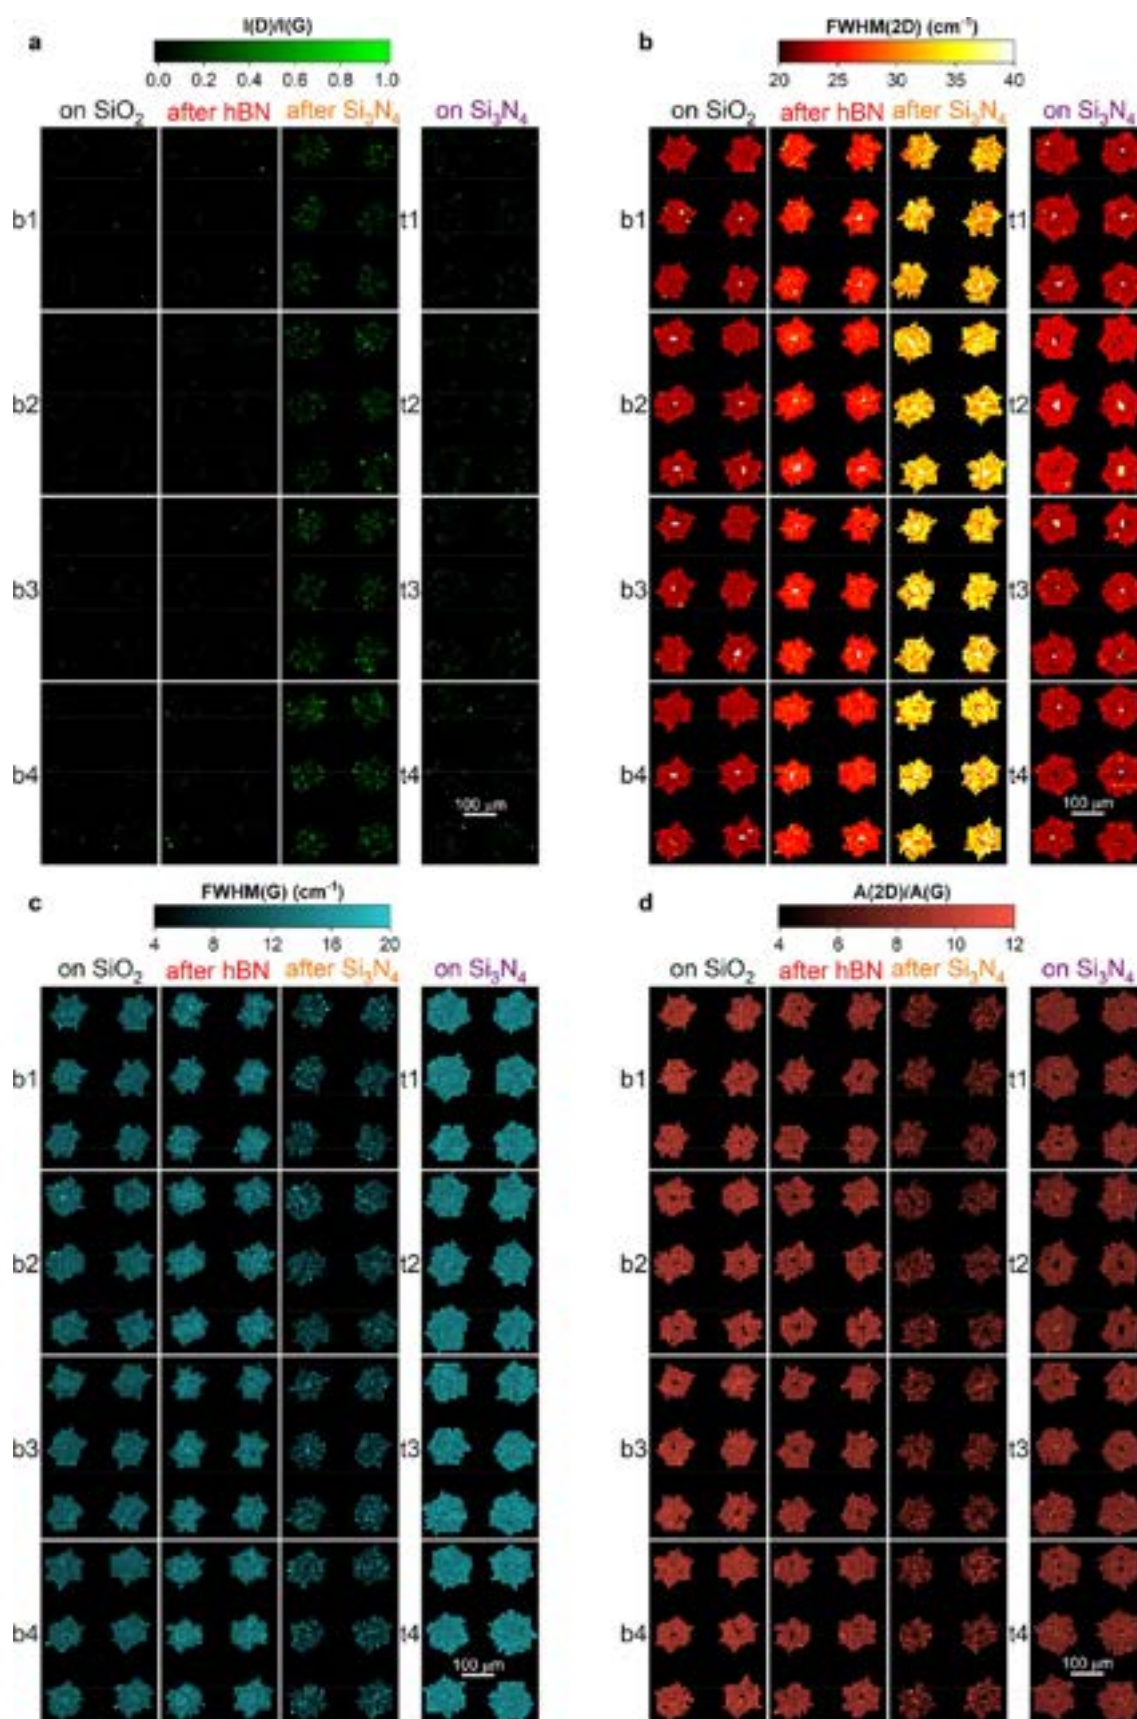 a
I(D)/I(G)
0.0 0.2 0.4 0.6 0.8 1.0
on SiO₂ after hBN after Si₃N₄ on Si₃N₄
b1 t1
b2 t2
b3 t3
b4 t4
100 μm
b
FWHM(2D) (cm⁻¹)
20 25 30 35 40
on SiO₂ after hBN after Si₃N₄ on Si₃N₄
b1 t1
b2 t2
b3 t3
b4 t4
100 μm
c
FWHM(G) (cm⁻¹)
4 8 12 16 20
on SiO₂ after hBN after Si₃N₄ on Si₃N₄
b1 t1
b2 t2
b3 t3
b4 t4
100 μm
d
A(2D)/A(G)
4 6 8 10 12
on SiO₂ after hBN after Si₃N₄ on Si₃N₄
b1 t1
b2 t2
b3 t3
b4 t4
100 μm